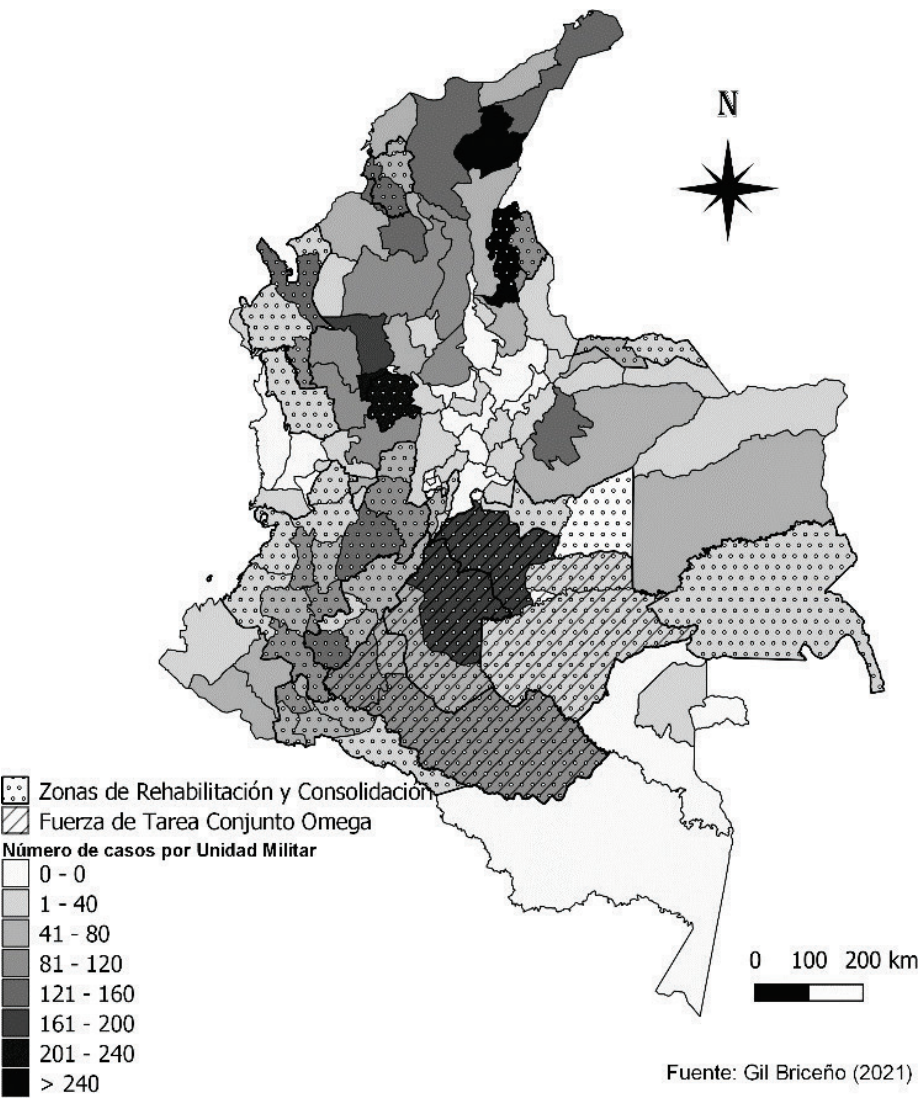 N
Zonas de Rehabilitación y Consolidación
Fuerza de Tarea Conjunto Omega
Número de casos por Unidad Militar
0 - 0
1 - 40
41 - 80
81 - 120
121 - 160
161 - 200
201 - 240
> 240
0 100 200 km
Fuente: Gil Briceño (2021)